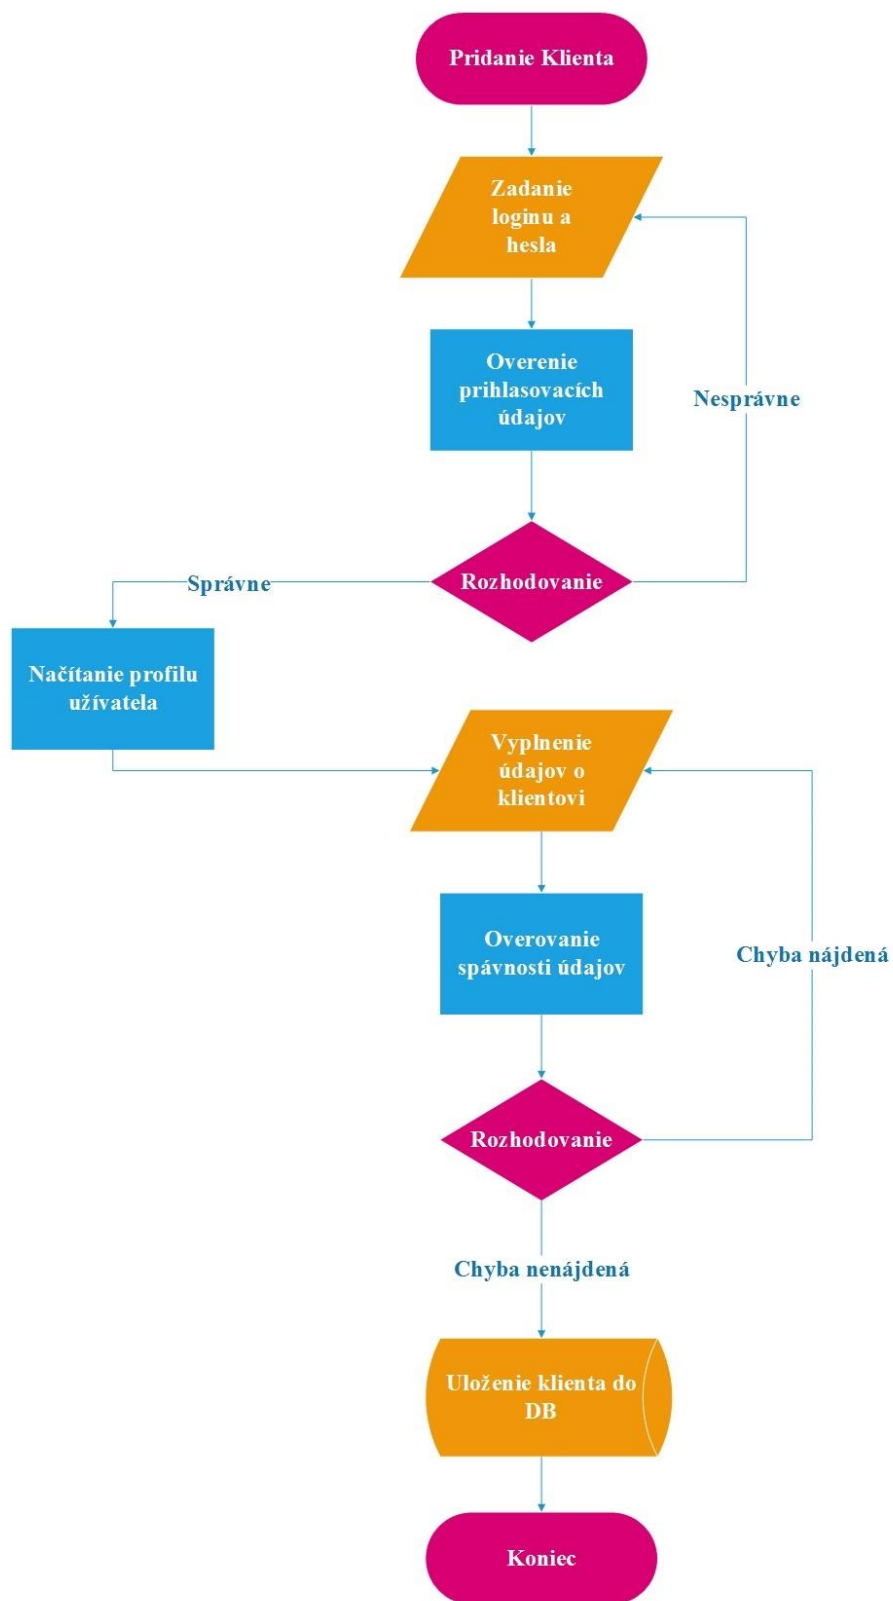 Pridanie Klienta
Zadanie
loginu a
hesla
Overenie
prihlasovacích
údajov
Nesprávne
Rozhodovanie
Správne
Načítanie profilu
užívatela
Vyplnenie
údajov o
klientovi
Overovanie
spávnosti údajov
Chyba nájdená
Rozhodovanie
Chyba nenájdená
Uloženie klienta do
DB
Koniec